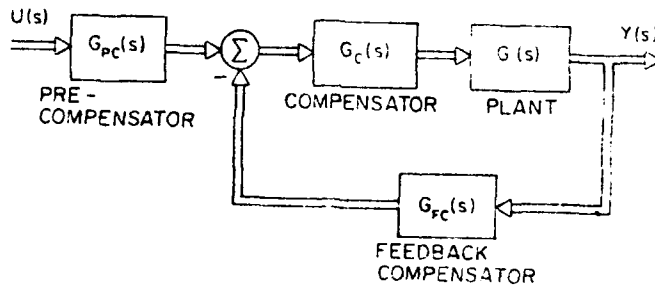 U(s)
G_PC(s)
PRE-
COMPENSATOR
Σ
-
G_C(s)
COMPENSATOR
G(s)
PLANT
Y(s)
G_FC(s)
FEEDBACK
COMPENSATOR